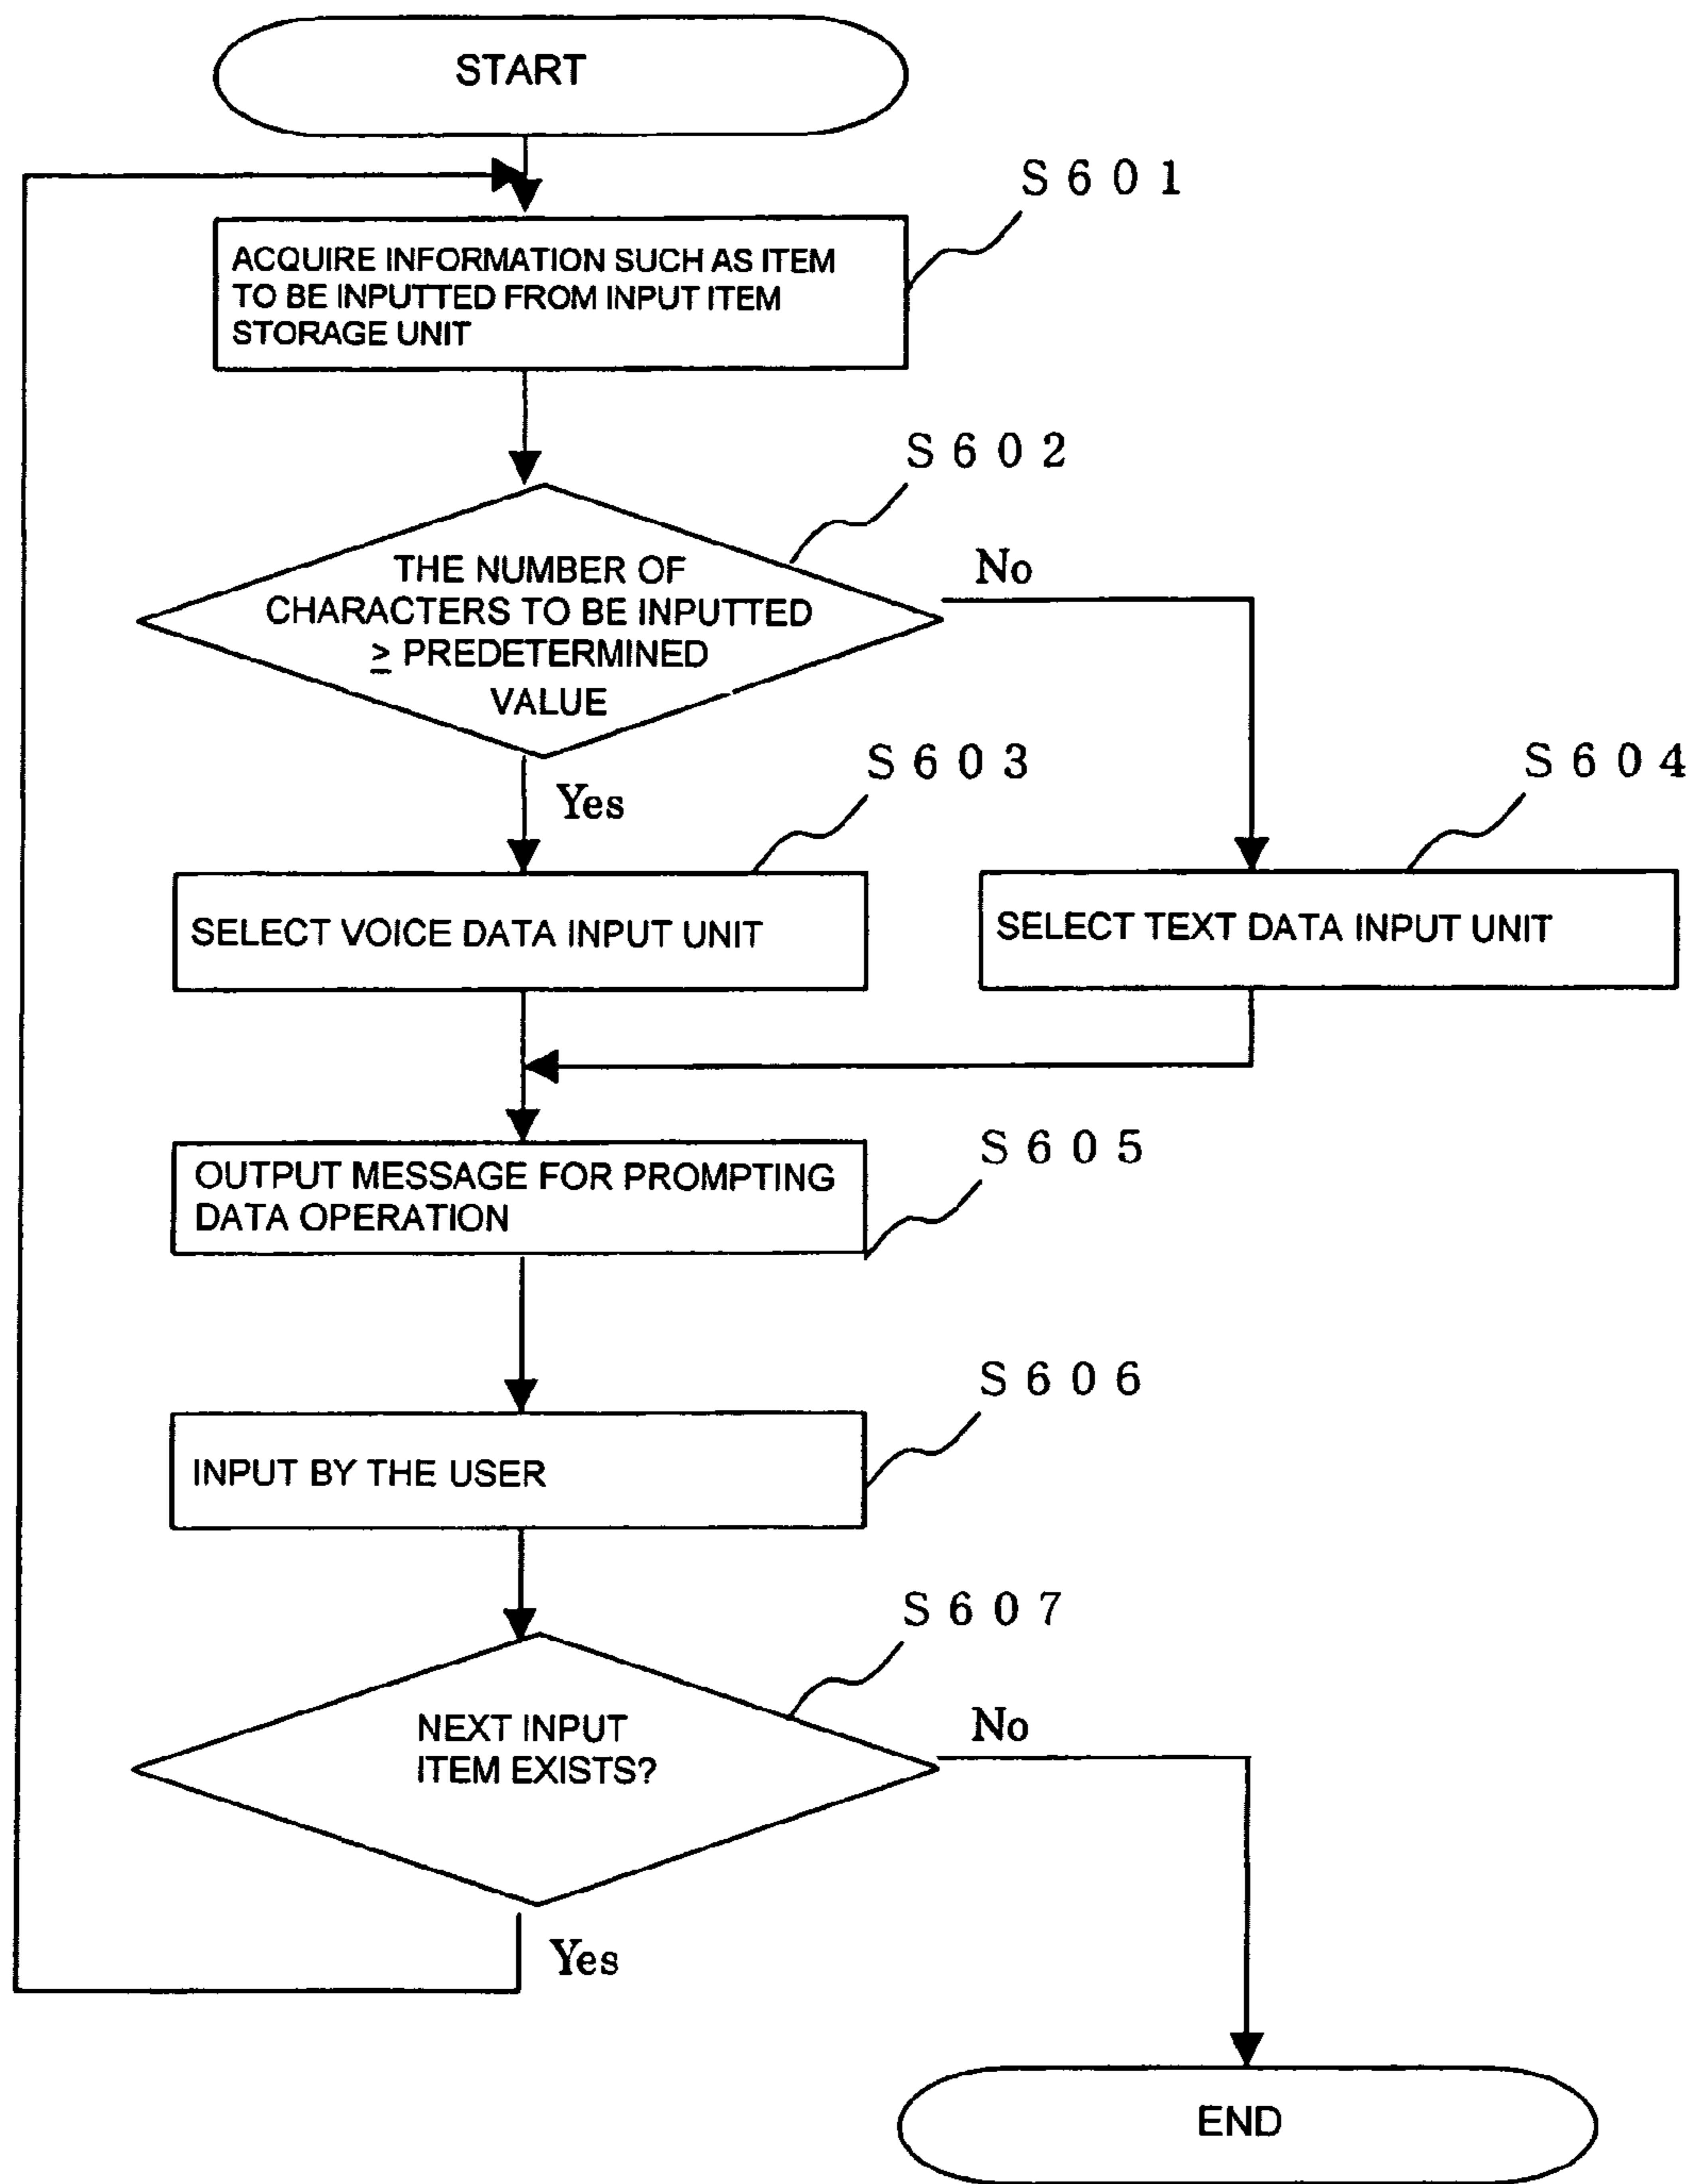 START
S601
ACQUIRE INFORMATION SUCH AS ITEM
TO BE INPUTTED FROM INPUT ITEM
STORAGE UNIT
S602
THE NUMBER OF
CHARACTERS TO BE INPUTTED
≥ PREDETERMINED
VALUE
No
Yes
S603
S604
SELECT VOICE DATA INPUT UNIT
SELECT TEXT DATA INPUT UNIT
S605
OUTPUT MESSAGE FOR PROMPTING
DATA OPERATION
S606
INPUT BY THE USER
S607
NEXT INPUT
ITEM EXISTS?
No
Yes
END